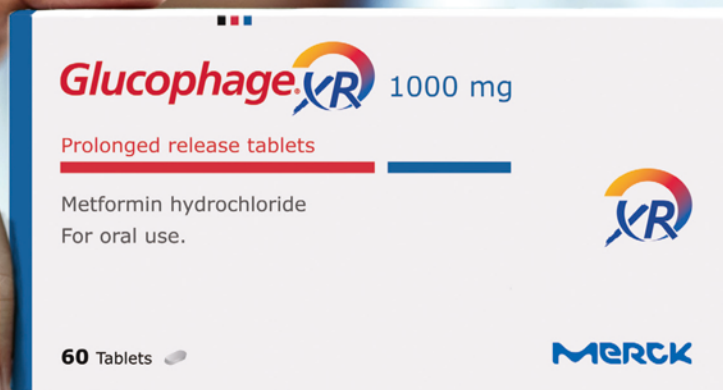 Glucophage® XR 1000 mg
Prolonged release tablets
Metformin hydrochloride
For oral use.
XR
60 Tablets
MERCK